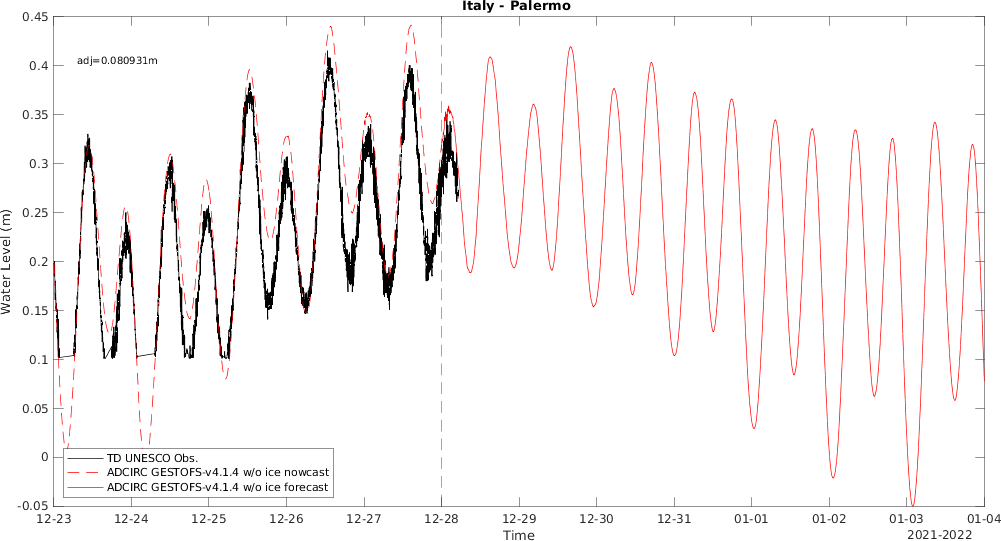 Italy - Palermo
0.45
0.4
0.35
0.3
0.25
0.2
0.15
0.1
0.05
0
-0.05
Water Level (m)
adj=0.080931m
TD UNESCO Obs.
ADCIRC GESTOFS-v4.1.4 w/o ice nowcast
ADCIRC GESTOFS-v4.1.4 w/o ice forecast
12-23 12-24 12-25 12-26 12-27 12-28 12-29 12-30 12-31 01-01 01-02 01-03 01-04
Time
2021-2022